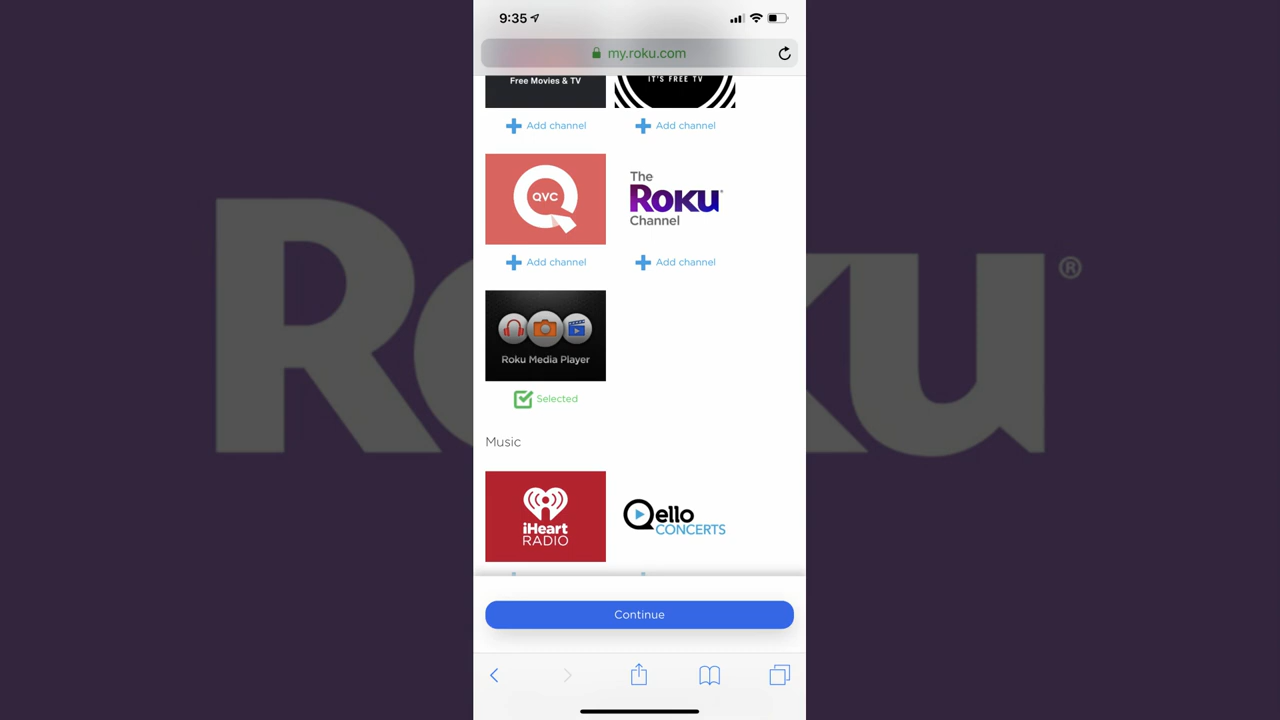 9:35
my.roku.com
Free Movies & TV
IT'S FREE TV
Add channel
Add channel
QVC
The
Roku
Channel
Add channel
Add channel
Roku Media Player
Selected
Music
iHeart
RADIO
Qello
CONCERTS
Continue
Roku®